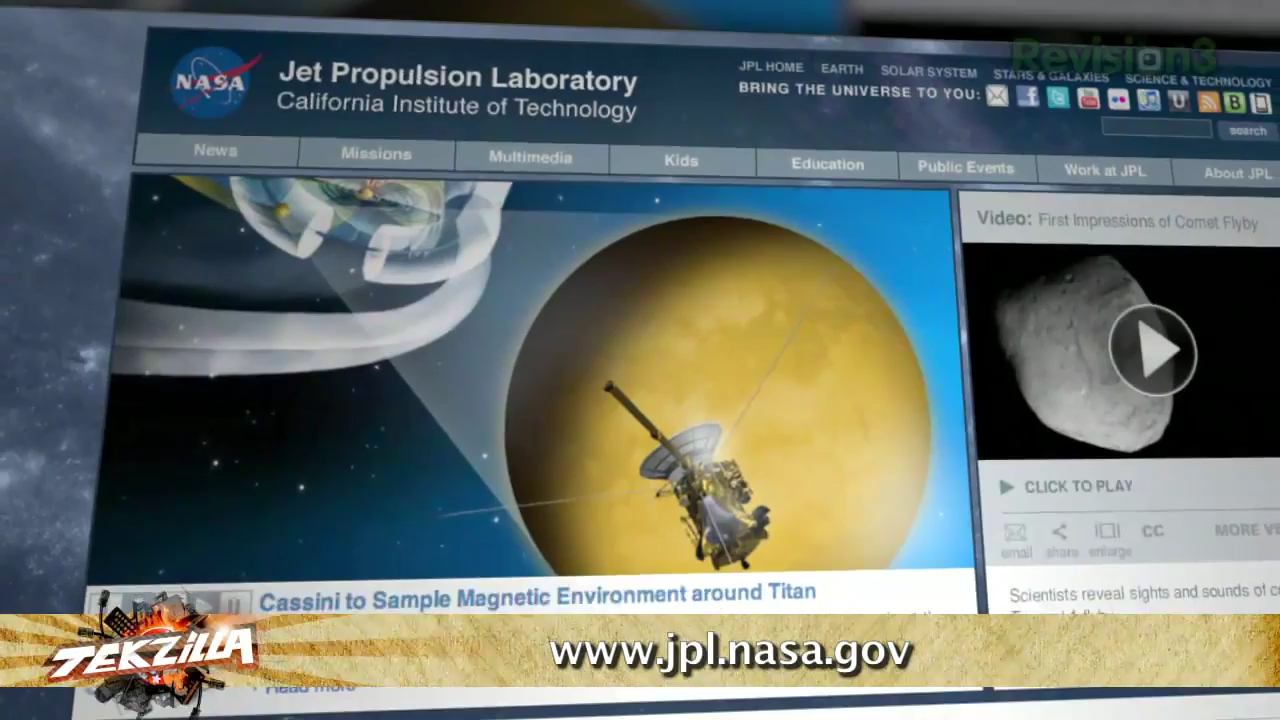 Revision3
NASA
Jet Propulsion Laboratory
California Institute of Technology
JPL HOME EARTH SOLAR SYSTEM STARS & GALAXIES SCIENCE & TECHNOLOGY
BRING THE UNIVERSE TO YOU:
search
News Missions Multimedia Kids Education Public Events Work at JPL About JPL
Video: First Impressions of Comet Flyby
CLICK TO PLAY
email share enlarge CC MORE
Cassini to Sample Magnetic Environment around Titan
Scientists reveal sights and sounds of
TEKZILLA
www.jpl.nasa.gov
Read more